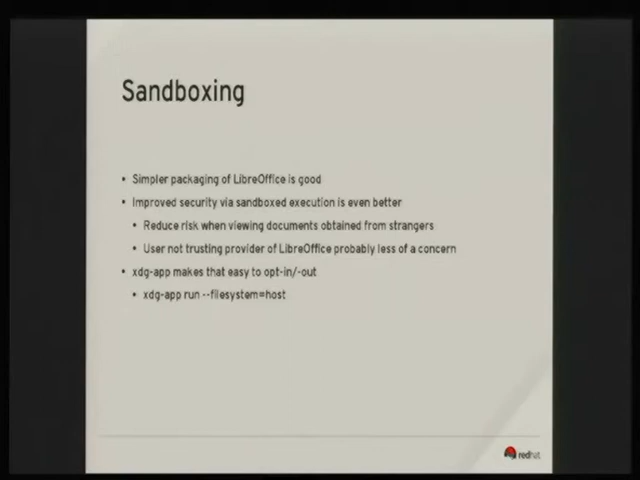 Sandboxing
• Simpler packaging of LibreOffice is good
• Improved security via sandboxed execution is even better
• Reduce risk when viewing documents obtained from strangers
• User not trusting provider of LibreOffice probably less of a concern
• xdg-app makes that easy to opt-in/-out
• xdg-app run --filesystem=host
redhat